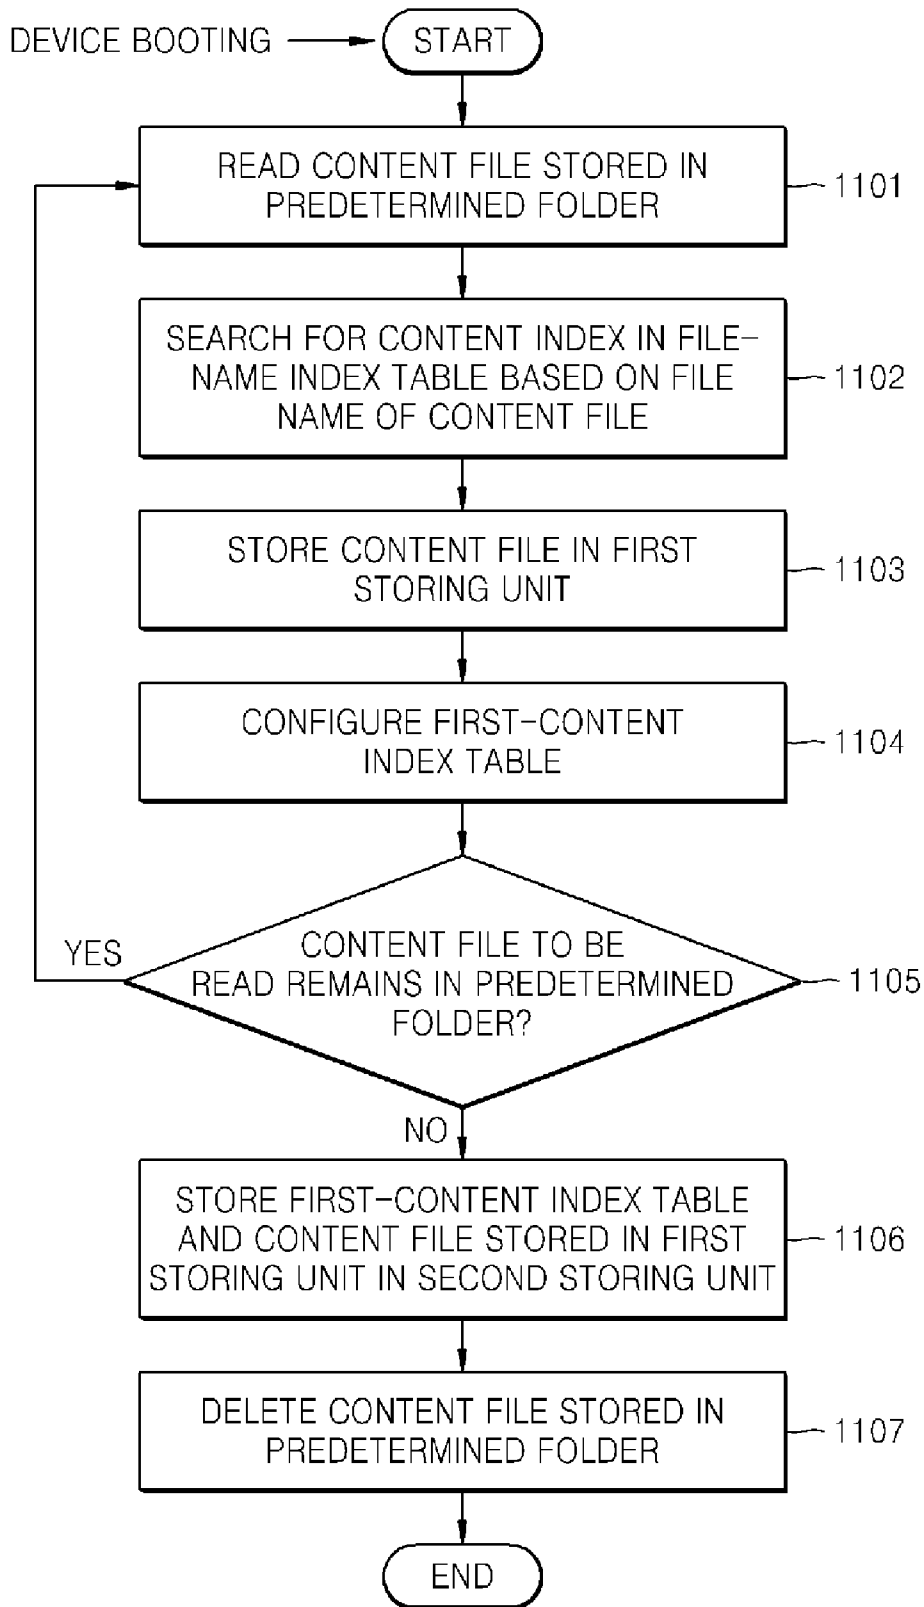 DEVICE BOOTING
START
READ CONTENT FILE STORED IN
PREDETERMINED FOLDER
1101
SEARCH FOR CONTENT INDEX IN FILE-
NAME INDEX TABLE BASED ON FILE
NAME OF CONTENT FILE
1102
STORE CONTENT FILE IN FIRST
STORING UNIT
1103
CONFIGURE FIRST-CONTENT
INDEX TABLE
1104
YES
CONTENT FILE TO BE
READ REMAINS IN PREDETERMINED
FOLDER?
1105
NO
STORE FIRST-CONTENT INDEX TABLE
AND CONTENT FILE STORED IN FIRST
STORING UNIT IN SECOND STORING UNIT
1106
DELETE CONTENT FILE STORED IN
PREDETERMINED FOLDER
1107
END